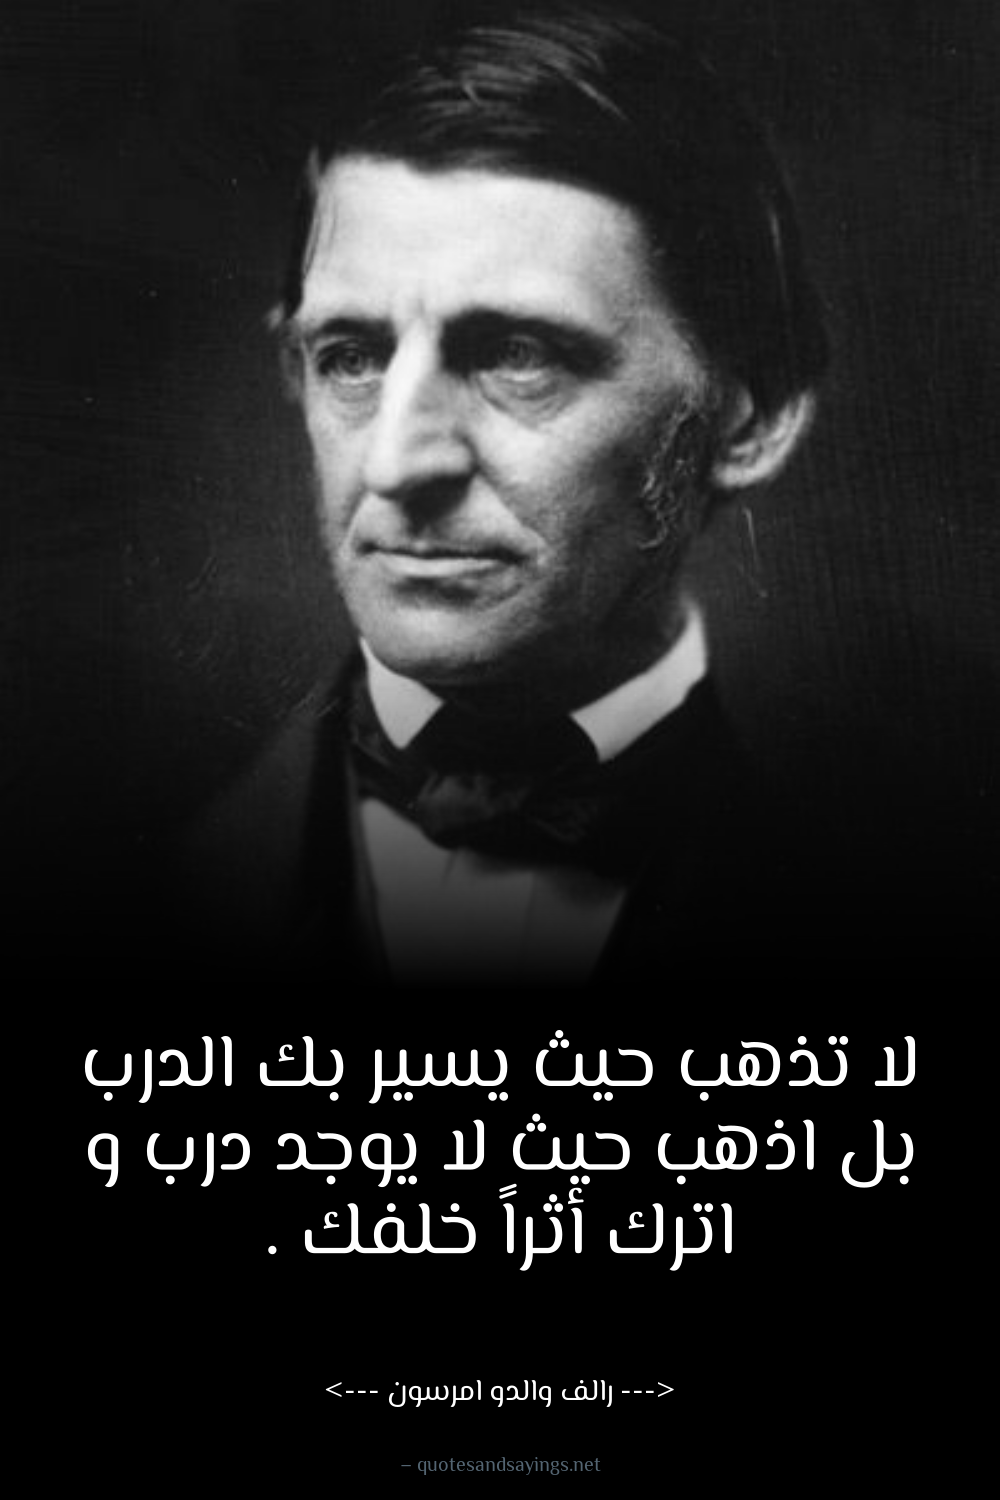 لا تذهب حيث يسير بك الدرب
بل اذهب حيث لا يوجد درب و
اترك أثراً خلفك .
<--- رالف والدو امرسون --->
– quotesandsayings.net